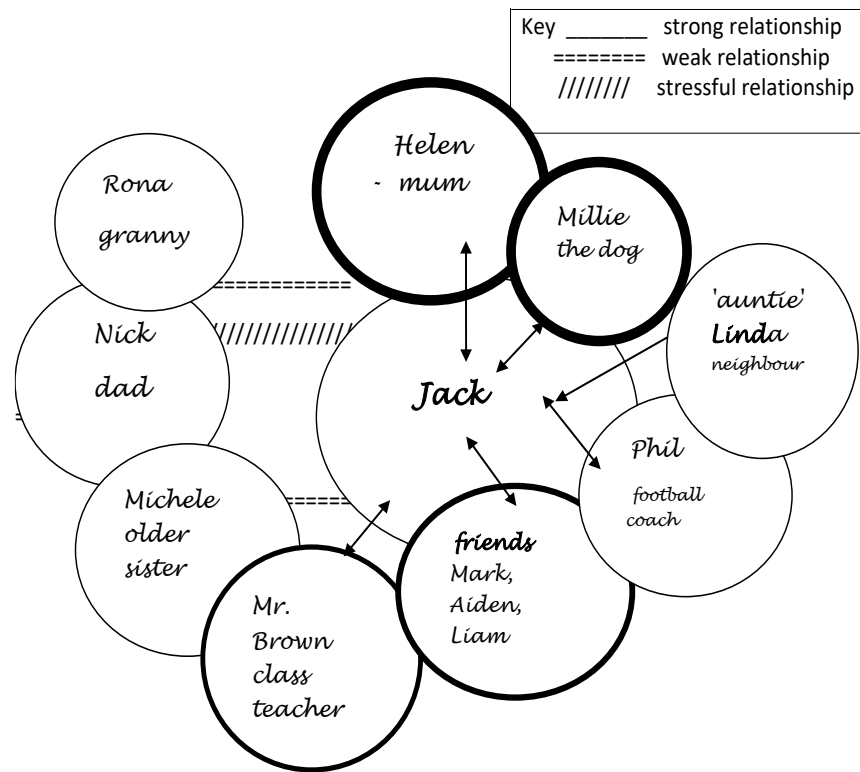 Key ________ strong relationship
======== weak relationship
//////// stressful relationship
Helen
- mum
Rona
granny
Millie
the dog
'auntie'
Linda
neighbour
Nick
dad
Jack
Phil
football
coach
Michele
older
sister
friends
Mark,
Aiden,
Liam
Mr.
Brown
class
teacher